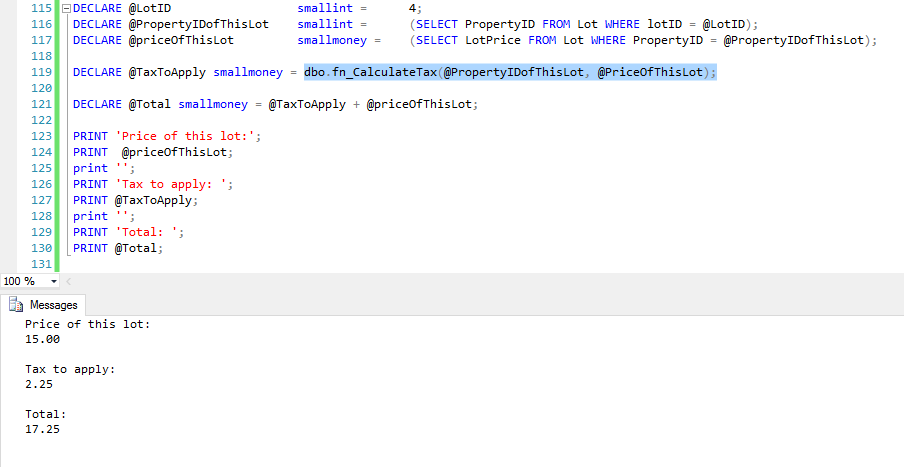 115 DECLARE @LotID smallint = 4;
116 DECLARE @PropertyIDofThisLot smallint = (SELECT PropertyID FROM Lot WHERE lotID = @LotID);
117 DECLARE @priceOfThisLot smallmoney = (SELECT LotPrice FROM Lot WHERE PropertyID = @PropertyIDofThisLot);
118
119 DECLARE @TaxToApply smallmoney = dbo.fn_CalculateTax(@PropertyIDofThisLot, @PriceOfThisLot);
120
121 DECLARE @Total smallmoney = @TaxToApply + @priceOfThisLot;
122
123 PRINT 'Price of this lot:';
124 PRINT  @priceOfThisLot;
125 print '';
126 PRINT 'Tax to apply: ';
127 PRINT @TaxToApply;
128 print '';
129 PRINT 'Total: ';
130 PRINT @Total;
131
100 %
Messages
Price of this lot:
15.00
Tax to apply:
2.25
Total:
17.25